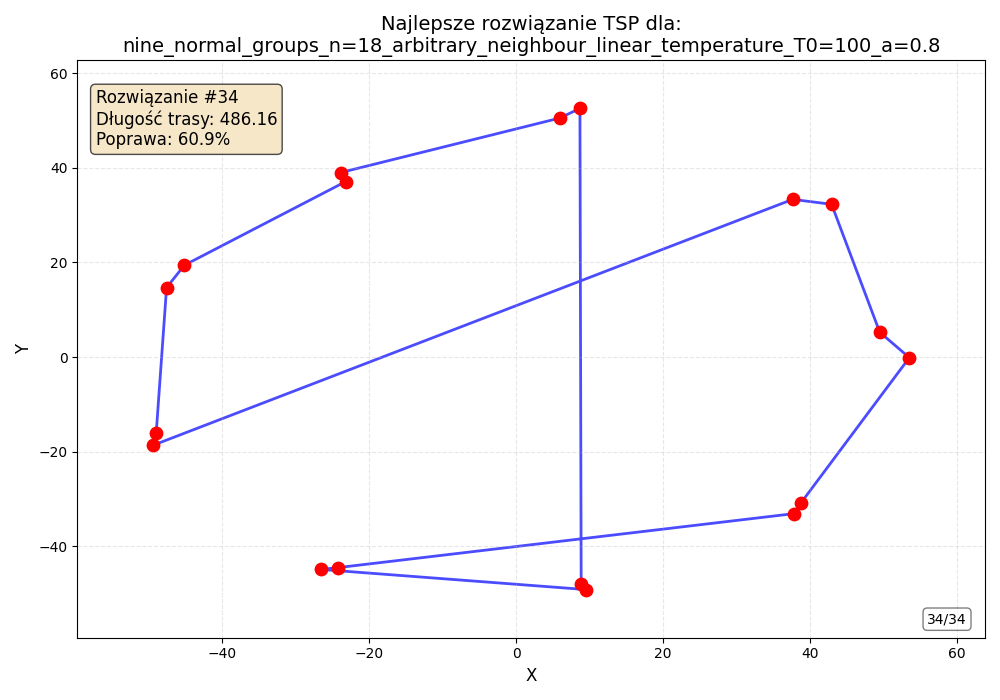 Najlepsze rozwiązanie TSP dla:
nine_normal_groups_n=18_arbitrary_neighbour_linear_temperature_T0=100_a=0.8
Rozwiązanie #34
Długość trasy: 486.16
Poprawa: 60.9%
60
40
20
0
−20
−40
Y
34/34
−40
−20
0
20
40
60
X